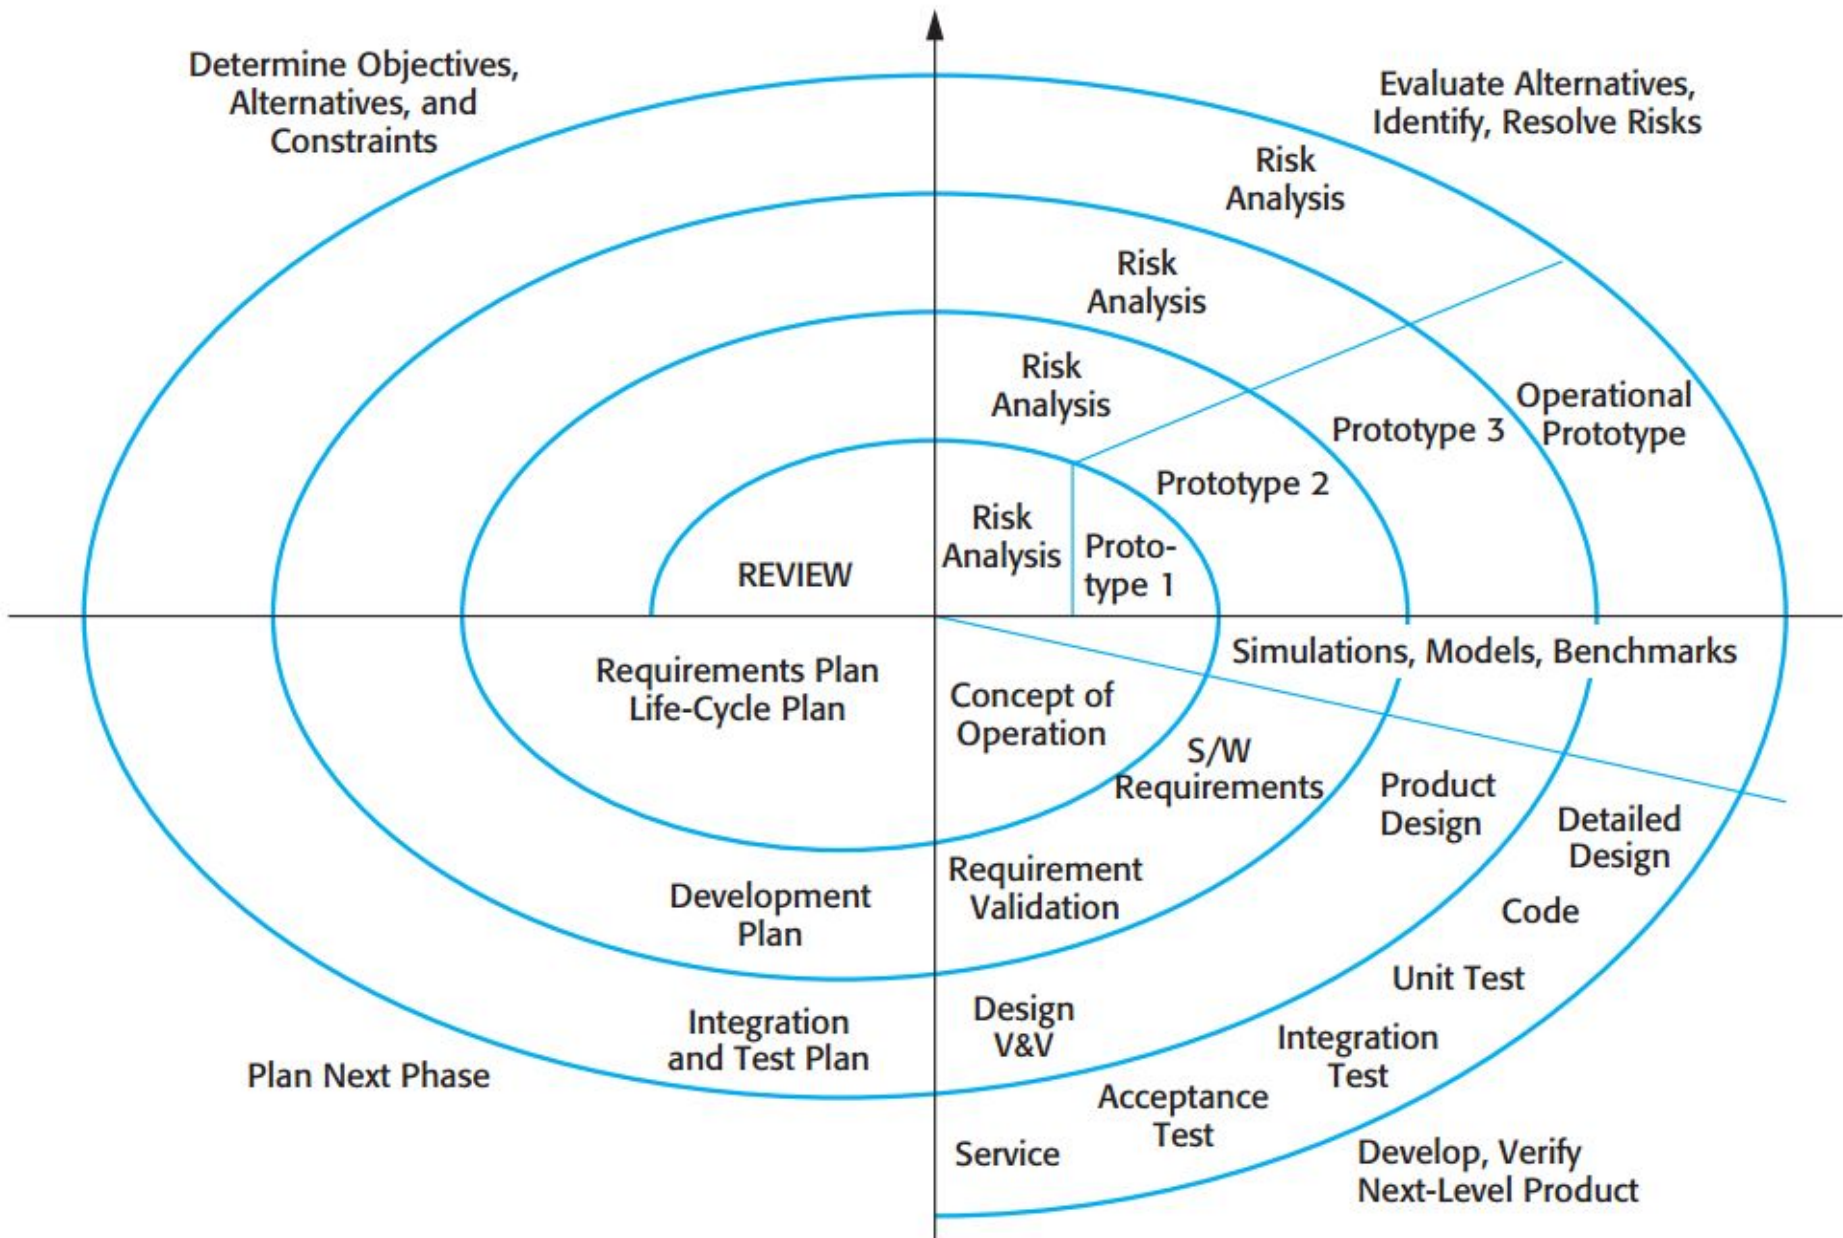 Determine Objectives,
Alternatives, and
Constraints
Evaluate Alternatives,
Identify, Resolve Risks
Risk
Analysis
Risk
Analysis
Risk
Analysis
Operational
Prototype
Prototype 3
Prototype 2
Risk
Analysis
Proto-
type 1
REVIEW
Simulations, Models, Benchmarks
Requirements Plan
Life-Cycle Plan
Concept of
Operation
S/W
Requirements
Product
Design
Detailed
Design
Requirement
Validation
Development
Plan
Code
Unit Test
Design
V&V
Integration
and Test Plan
Integration
Test
Plan Next Phase
Acceptance
Test
Service
Develop, Verify
Next-Level Product